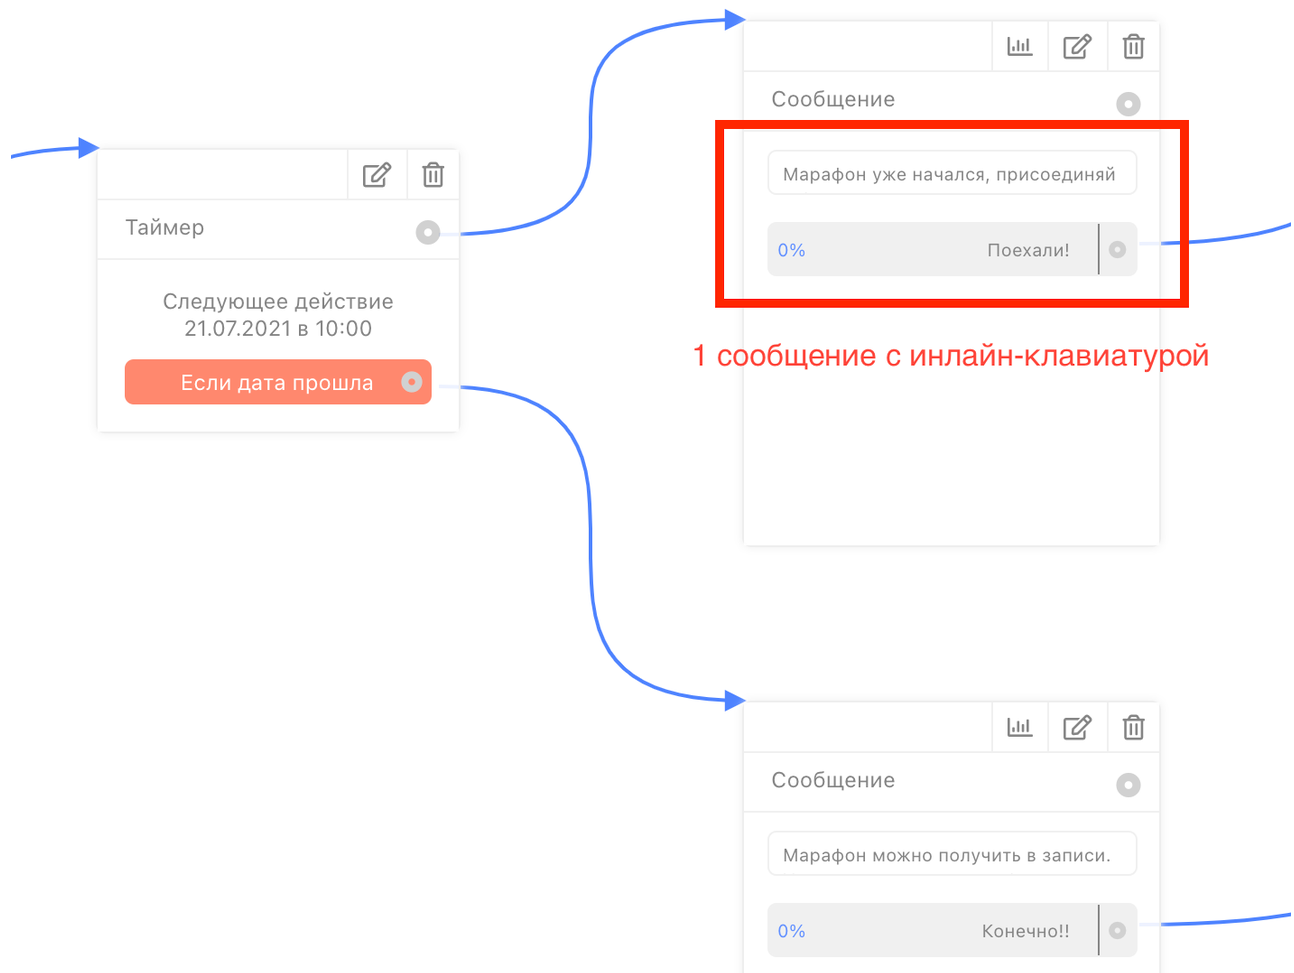 Таймер
Следующее действие
21.07.2021 в 10:00
Если дата прошла
Сообщение
Марафон уже начался, присоединяй
0% Поехали!
1 сообщение с инлайн-клавиатурой
Сообщение
Марафон можно получить в записи.
0% Конечно!!